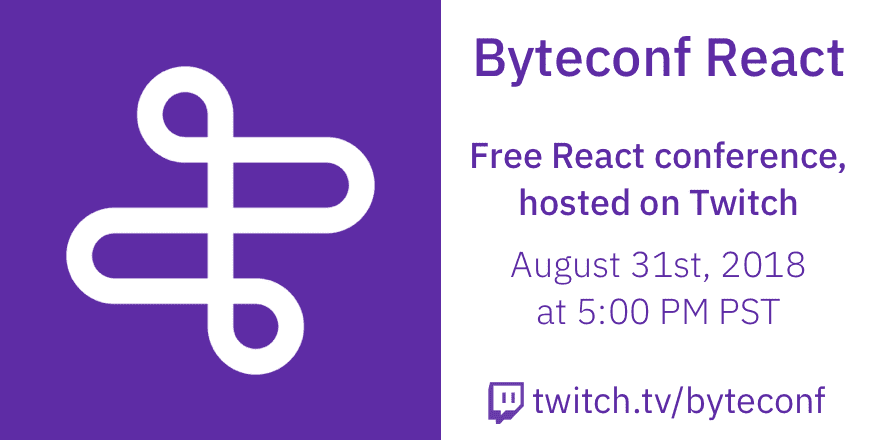 Byteconf React
Free React conference,
hosted on Twitch
August 31st, 2018
at 5:00 PM PST
twitch.tv/byteconf